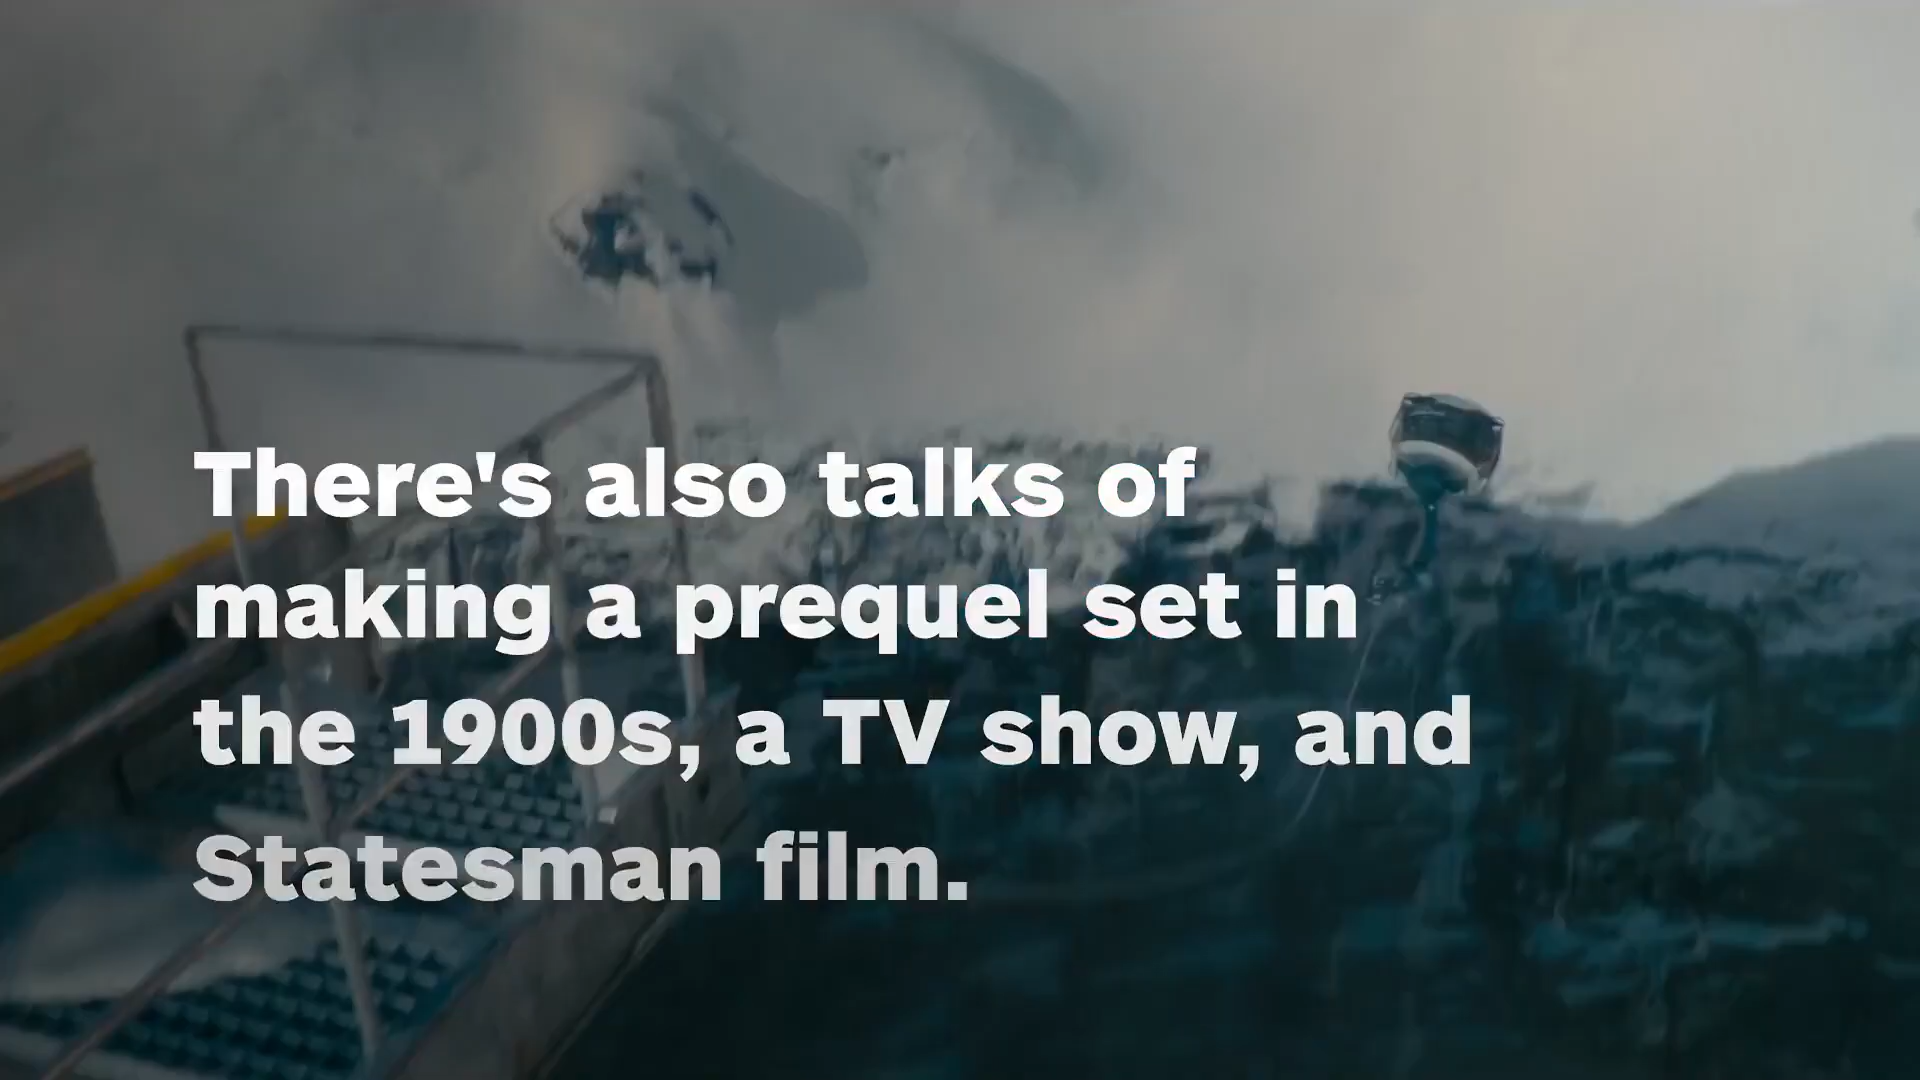 There's also talks of
making a prequel set in
the 1900s, a TV show, and
Statesman film.